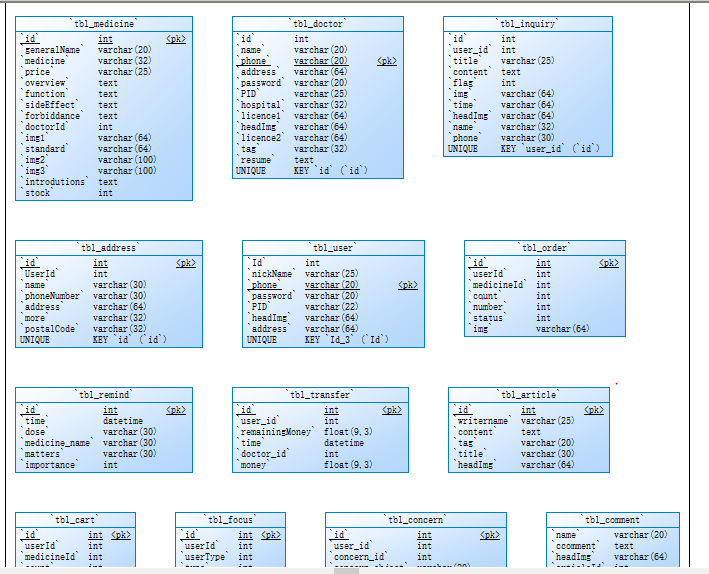 `tbl_medicine`
`id` int <pk>
`generalName` varchar(20)
`medicine` varchar(32)
`price` varchar(25)
`overview` text
`function` text
`sideEffect` text
`forbiddance` text
`doctorId` int
`img1` varchar(64)
`standard` varchar(64)
`img2` varchar(100)
`img3` varchar(100)
`introdutions` text
`stock` int
`tbl_doctor`
`id` int
`name` varchar(20)
`phone` varchar(20) <pk>
`address` varchar(64)
`password` varchar(20)
`PID` varchar(25)
`hospital` varchar(32)
`licence1` varchar(64)
`headImg` varchar(64)
`licence2` varchar(64)
`tag` varchar(32)
`resume` text
UNIQUE KEY `id` (`id`)
`tbl_inquiry`
`id` int
`user_id` int
`title` varchar(25)
`content` text
`flag` int
`img` varchar(64)
`time` varchar(64)
`headImg` varchar(64)
`name` varchar(32)
`phone` varchar(30)
UNIQUE KEY `user_id` (`id`)
`tbl_address`
`id` int <pk>
`UserId` int
`name` varchar(30)
`phoneNumber` varchar(30)
`address` varchar(64)
`more` varchar(32)
`postalCode` varchar(32)
UNIQUE KEY `id` (`id`)
`tbl_user`
`Id` int
`nickName` varchar(25)
`phone` varchar(20) <pk>
`password` varchar(20)
`PID` varchar(22)
`headImg` varchar(64)
`address` varchar(64)
UNIQUE KEY `Id_3` (`Id`)
`tbl_order`
`id` int <pk>
`userId` int
`medicineId` int
`count` int
`number` int
`status` int
`img` varchar(64)
`tbl_remind`
`id` int <pk>
`time` datetime
`dose` varchar(30)
`medicine_name` varchar(30)
`matters` varchar(30)
`importance` int
`tbl_transfer`
`id` int <pk>
`user_id` int
`remainingMoney` float(9,3)
`time` datetime
`doctor_id` int
`money` float(9,3)
`tbl_article`
`id` int <pk>
`writername` varchar(25)
`content` text
`tag` varchar(20)
`title` varchar(30)
`headImg` varchar(64)
`tbl_cart`
`id` int <pk>
`userId` int
`medicineId` int
`tbl_focus`
`id` int <pk>
`userId` int
`userType` int
`tbl_concern`
`id` int <pk>
`user_id` int
`concern_id` int
`tbl_comment`
`name` varchar(20)
`ccomment` text
`headImg` varchar(64)